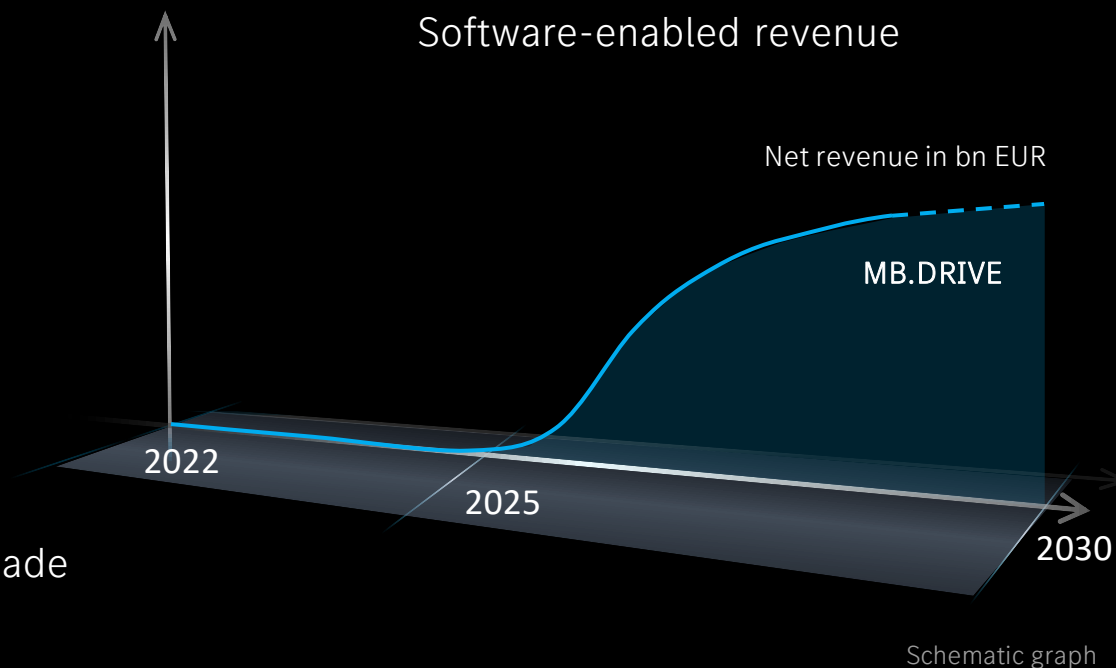 Software-enabled revenue
Net revenue in bn EUR
MB.DRIVE
2022
2025
2030
ade
Schematic graph